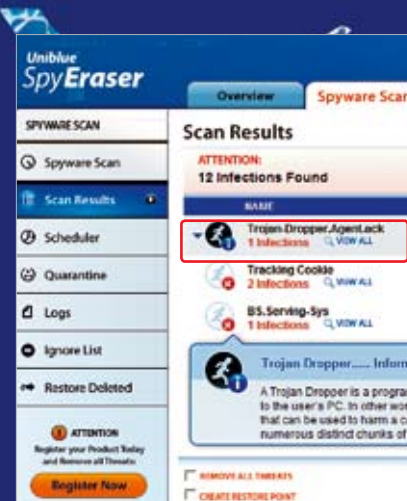 Uniblue
SpyEraser
Overview
Spyware Scan
SPYWARE SCAN
Spyware Scan
Scan Results
Scheduler
Quarantine
Logs
Ignore List
Restore Deleted
ATTENTION
Register your Product Today
and Remove all Threats
Register Now
Scan Results
ATTENTION:
12 Infections Found
NAME
Trojan-Dropper.Agent.ack
1 Infections VIEW ALL
Tracking Cookie
2 Infections VIEW ALL
BS.Serving-Sys
1 Infections VIEW ALL
Trojan Dropper...... Inform
A Trojan Dropper is a progra
to the user's PC. In other wor
that can be used to harm a c
numerous distinct chunks of
REMOVE ALL THREATS
CREATE RESTORE POINT